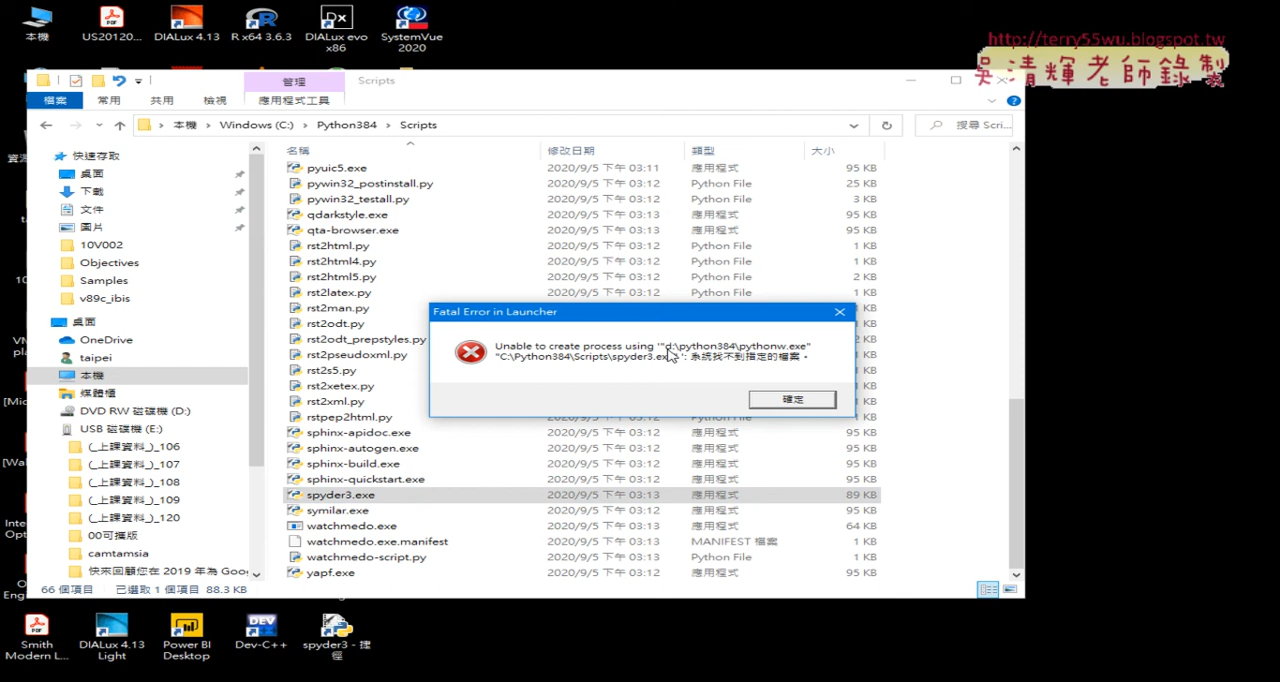 http://terry55wu.blogspot.tw
吳清輝老師錄製
本機
US20120...
DIALux 4.13
R x64 3.6.3
DIALux evo
x86
SystemVue
2020
管理
Scripts
檔案
常用
共用
檢視
應用程式工具
本機 › Windows (C:) › Python384 › Scripts
搜尋 Scri...
名稱
修改日期
類型
大小
快速存取
桌面
下載
文件
圖片
10V002
Objectives
Samples
v89c_ibis
桌面
OneDrive
taipei
本機
媒體櫃
DVD RW 磁碟機 (D:)
USB 磁碟機 (E:)
(_上課資料_)_106
(_上課資料_)_107
(_上課資料_)_108
(_上課資料_)_109
(_上課資料_)_120
00可攜版
camtamsia
快來回顧您在 2019 年為 Goo
pyuic5.exe 2020/9/5 下午 03:11 應用程式 95 KB
pywin32_postinstall.py 2020/9/5 下午 03:12 Python File 25 KB
pywin32_testall.py 2020/9/5 下午 03:12 Python File 3 KB
qdarkstyle.exe 2020/9/5 下午 03:13 應用程式 95 KB
qta-browser.exe 2020/9/5 下午 03:13 應用程式 95 KB
rst2html.py 2020/9/5 下午 03:12 Python File 1 KB
rst2html4.py 2020/9/5 下午 03:12 Python File 1 KB
rst2html5.py 2020/9/5 下午 03:12 Python File 2 KB
rst2latex.py 2020/9/5 下午 03:12 Python File 1 KB
rst2man.py
rst2odt.py
rst2odt_prepstyles.py
rst2pseudoxml.py
rst2s5.py
rst2xetex.py
rst2xml.py
rstpep2html.py
sphinx-apidoc.exe 2020/9/5 下午 03:12 應用程式 95 KB
sphinx-autogen.exe 2020/9/5 下午 03:12 應用程式 95 KB
sphinx-build.exe 2020/9/5 下午 03:12 應用程式 95 KB
sphinx-quickstart.exe 2020/9/5 下午 03:12 應用程式 95 KB
spyder3.exe 2020/9/5 下午 03:13 應用程式 89 KB
symilar.exe 2020/9/5 下午 03:12 應用程式 95 KB
watchmedo.exe 2020/9/5 下午 03:13 應用程式 64 KB
watchmedo.exe.manifest 2020/9/5 下午 03:13 MANIFEST 檔案 1 KB
watchmedo-script.py 2020/9/5 下午 03:13 Python File 1 KB
yapf.exe 2020/9/5 下午 03:12 應用程式 95 KB
Fatal Error in Launcher
Unable to create process using '"d:\python384\pythonw.exe"
"C:\Python384\Scripts\spyder3.ex
': 系統找不到指定的檔案。
確定
66 個項目
已選取 1 個項目 88.3 KB
Smith
Modern L...
DIALux 4.13
Light
Power BI
Desktop
Dev-C++
spyder3 - 捷
徑